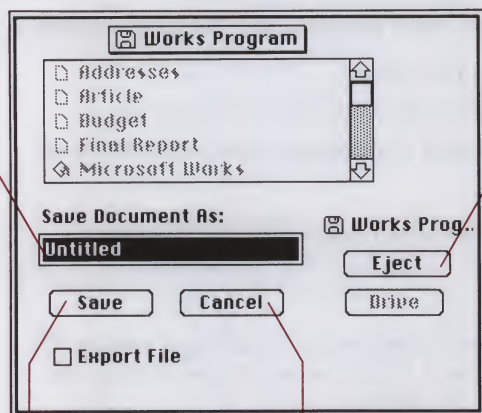 Works Program
Addresses
Article
Budget
Final Report
Microsoft Works
Save Document As:
Works Prog..
Untitled
Eject
Save
Cancel
Drive
Export File